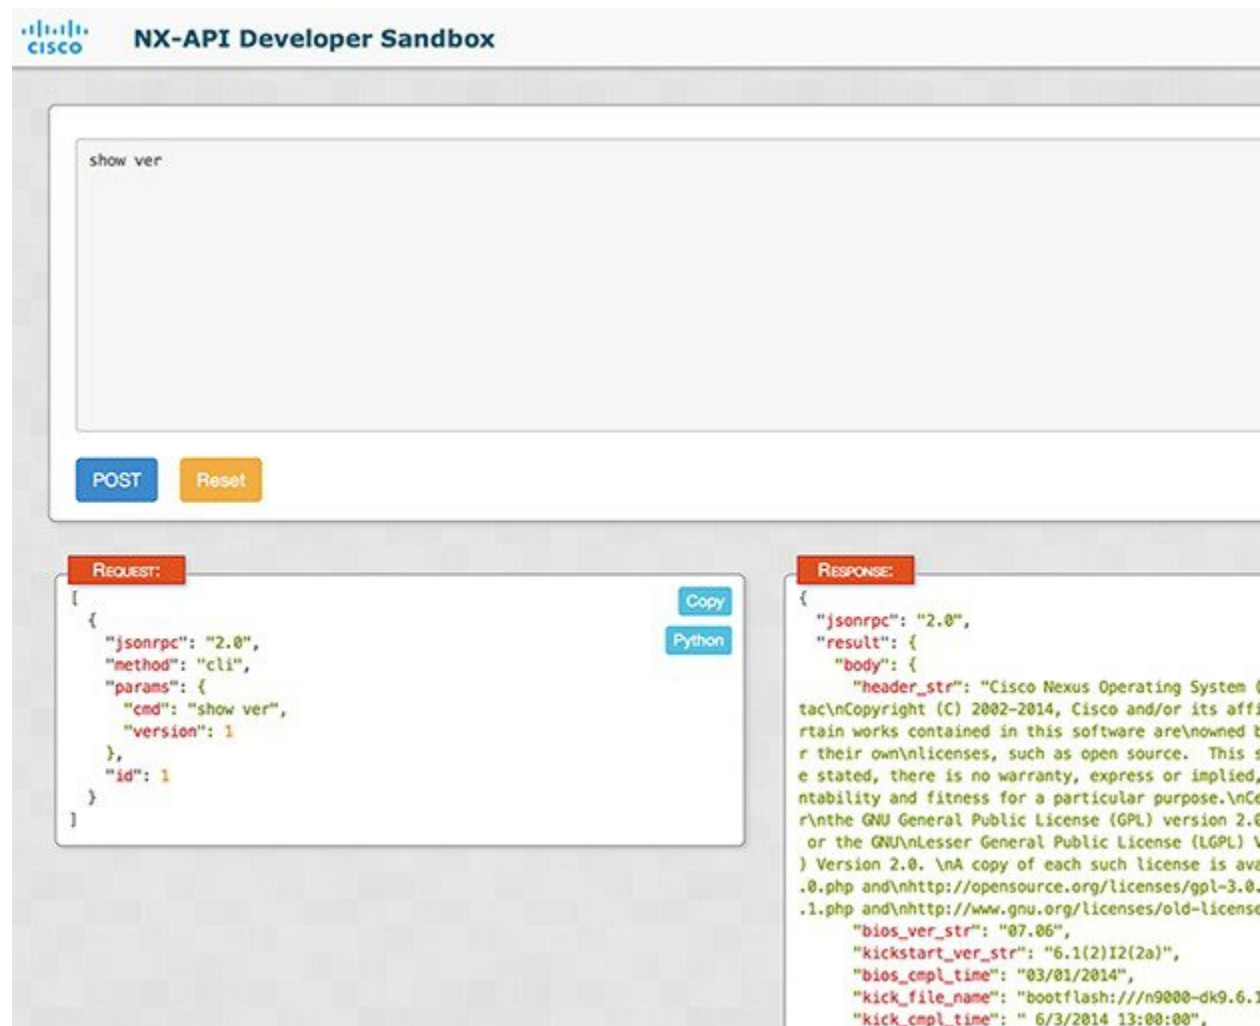 CISCO
NX-API Developer Sandbox
show ver
POST
Reset
REQUEST:
Copy
Python
[
{
"jsonrpc": "2.0",
"method": "cli",
"params": {
"cmd": "show ver",
"version": 1
},
"id": 1
}
]
RESPONSE:
{
"jsonrpc": "2.0",
"result": {
"body": {
"header_str": "Cisco Nexus Operating System (
tac\nCopyright (C) 2002-2014, Cisco and/or its affi
rtain works contained in this software are\nowned b
r their own\nlicenses, such as open source. This s
e stated, there is no warranty, express or implied,
ntability and fitness for a particular purpose.\nCe
r\nthe GNU General Public License (GPL) version 2.0
or the GNU\nLesser General Public License (LGPL) V
) Version 2.0. \nA copy of each such license is ava
.0.php and\nhttp://opensource.org/licenses/gpl-3.0.
.1.php and\nhttp://www.gnu.org/licenses/old-license
"bios_ver_str": "07.06",
"kickstart_ver_str": "6.1(2)I2(2a)",
"bios_cmpl_time": "03/01/2014",
"kick_file_name": "bootflash:///n9000-dk9.6.1
"kick_cmpl_time": " 6/3/2014 13:00:00",